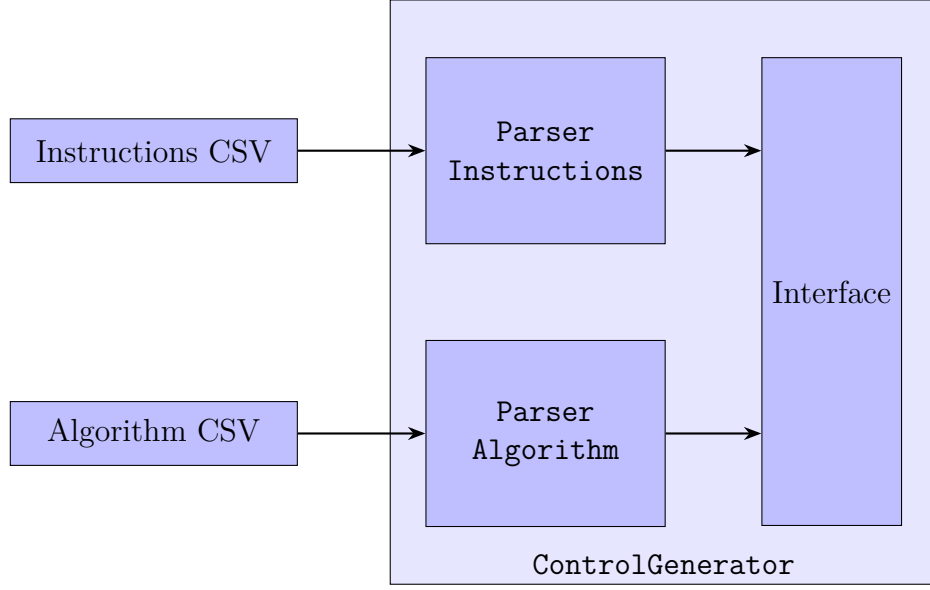 Instructions CSV
Parser
Instructions
Interface
Algorithm CSV
Parser
Algorithm
ControlGenerator